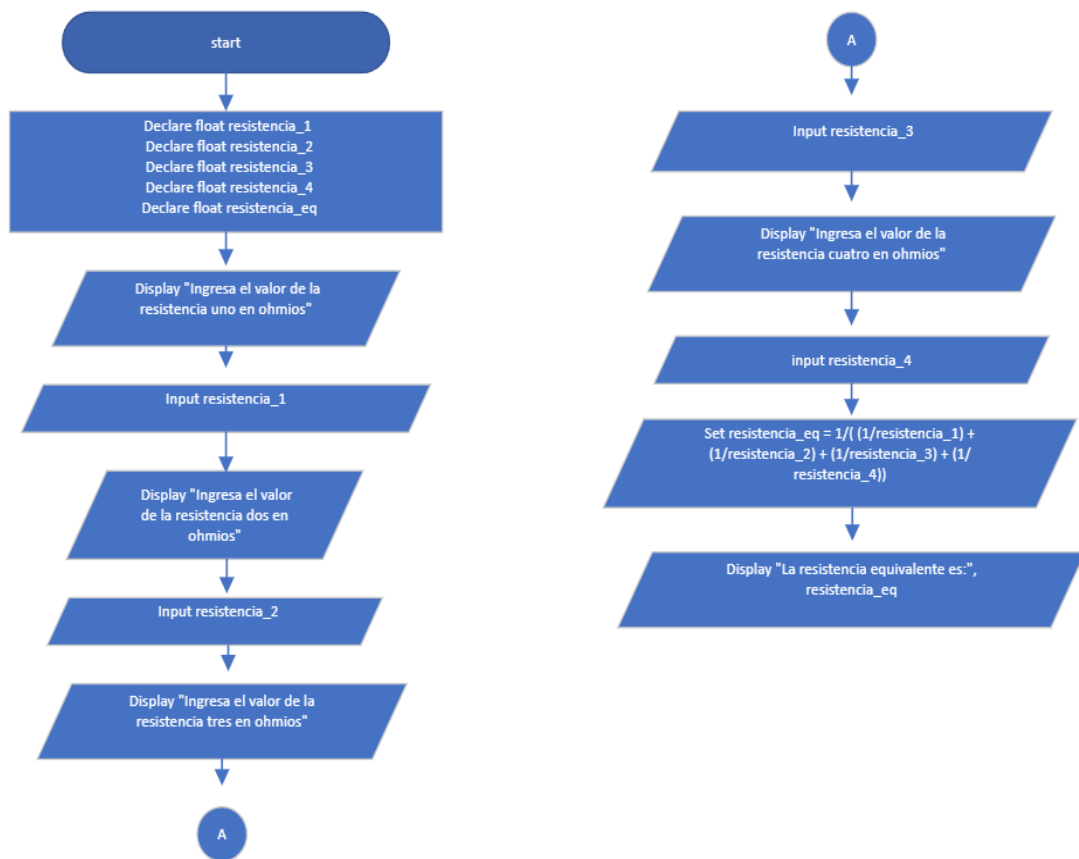 start
Declare float resistencia_1
Declare float resistencia_2
Declare float resistencia_3
Declare float resistencia_4
Declare float resistencia_eq
Display "Ingresa el valor de la
resistencia uno en ohmios"
Input resistencia_1
Display "Ingresa el valor
de la resistencia dos en
ohmios"
Input resistencia_2
Display "Ingresa el valor de la
resistencia tres en ohmios"
A
A
Input resistencia_3
Display "Ingresa el valor de la
resistencia cuatro en ohmios"
input resistencia_4
Set resistencia_eq = 1/( (1/resistencia_1) +
(1/resistencia_2) + (1/resistencia_3) + (1/
resistencia_4))
Display "La resistencia equivalente es:",
resistencia_eq